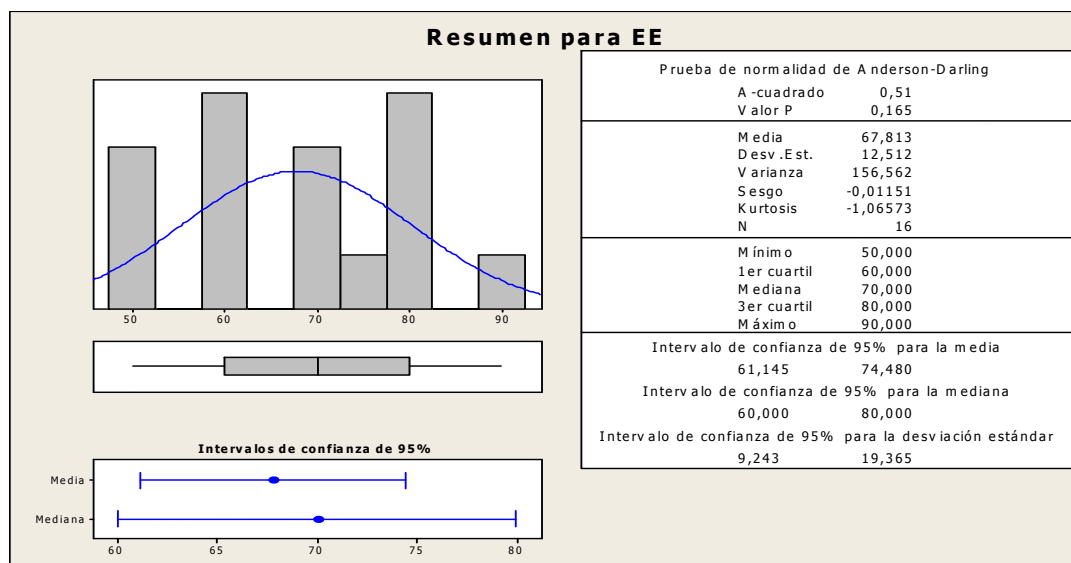 Resumen para EE
50 60 70 80 90
Intervalos de confianza de 95%
Media
Mediana
60 65 70 75 80
Prueba de normalidad de Anderson-Darling
A-cuadrado 0,51
Valor P 0,165
Media 67,813
Desv.Est. 12,512
Varianza 156,562
Sesgo -0,01151
Kurtosis -1,06573
N 16
Mínimo 50,000
1er cuartil 60,000
Mediana 70,000
3er cuartil 80,000
Máximo 90,000
Intervalo de confianza de 95% para la media
61,145 74,480
Intervalo de confianza de 95% para la mediana
60,000 80,000
Intervalo de confianza de 95% para la desviación estándar
9,243 19,365